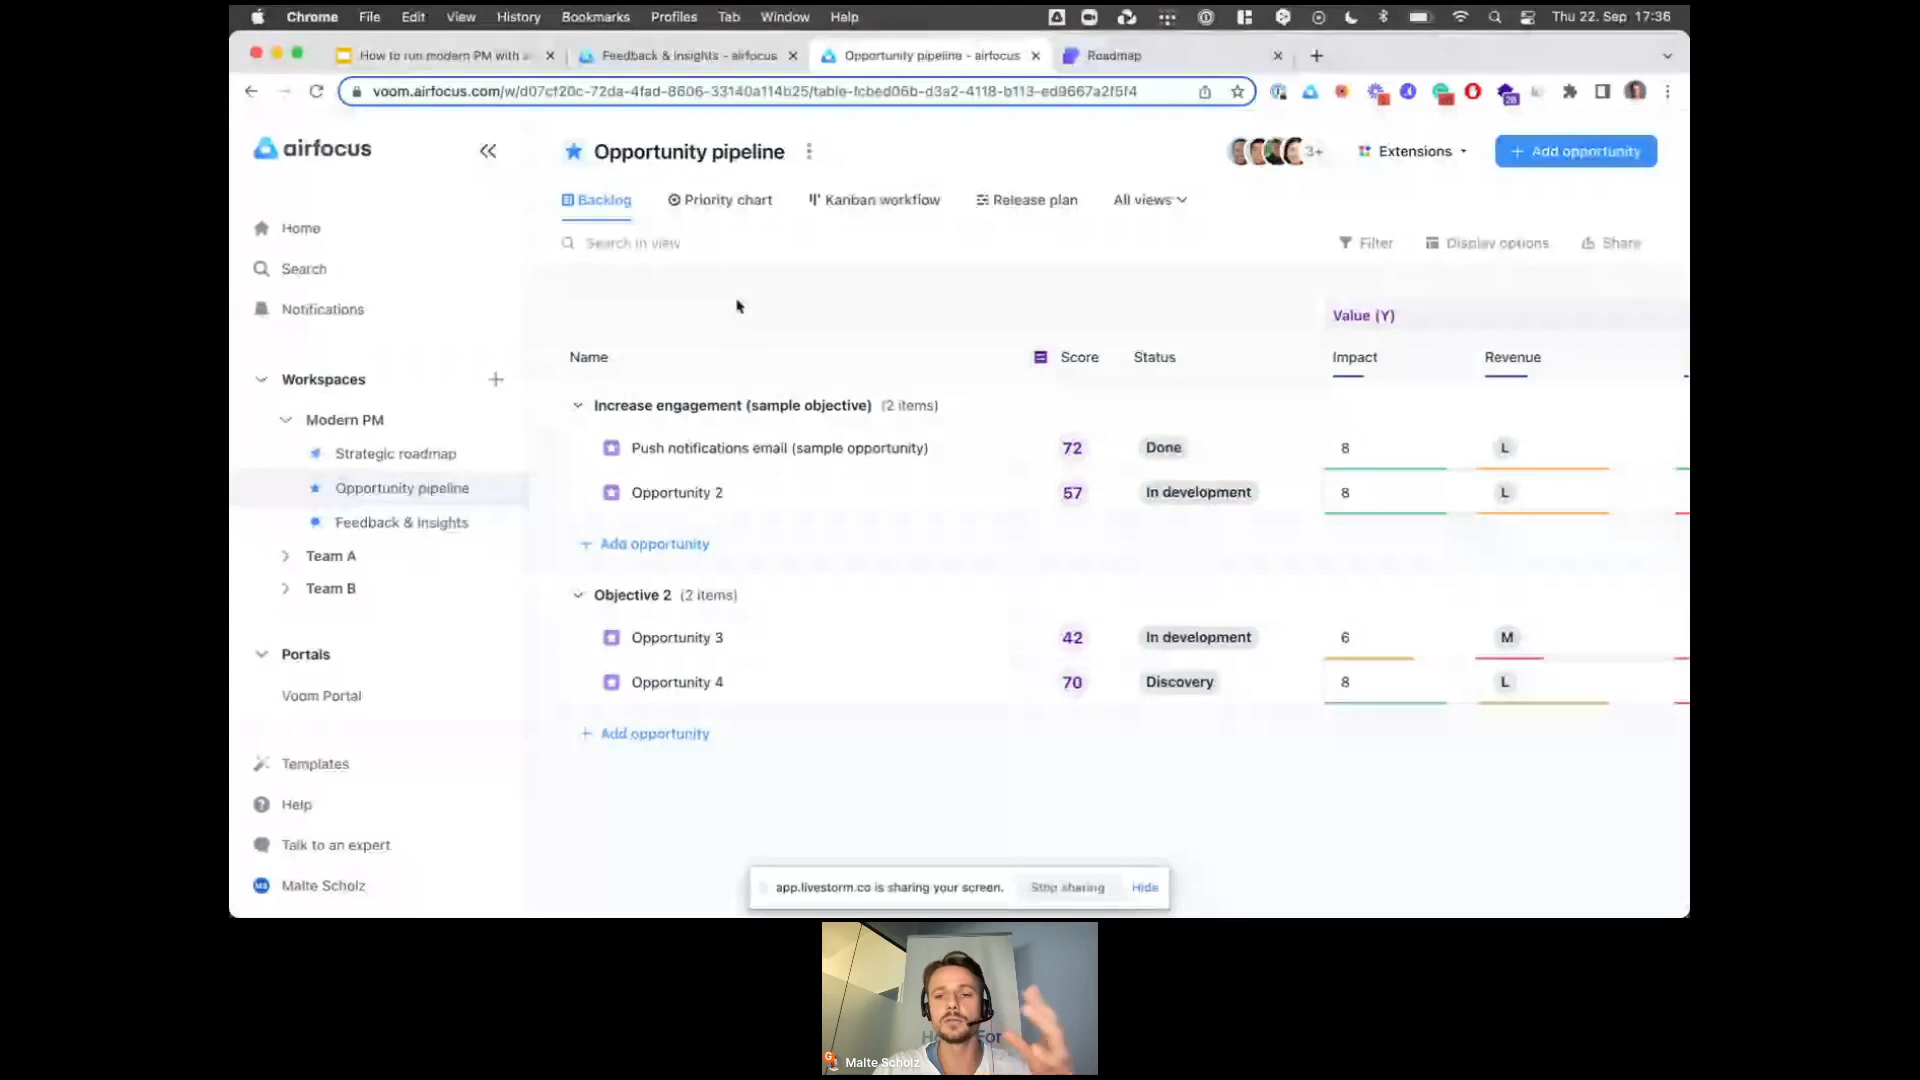 Chrome File Edit View History Bookmarks Profiles Tab Window Help Thu 22. Sep 17:36
How to run modern PM with a Feedback & Insights - airfocus Opportunity pipeline - airfocus Roadmap
voom.airfocus.com/w/d07cf20c-72da-4fad-8606-33140a114b25/table-fcbed06b-d3a2-4118-b113-ed9667a2f5f4
airfocus
Opportunity pipeline
3+
Extensions
+ Add opportunity
Backlog Priority chart Kanban workflow Release plan All views
Search in view
Filter Display options Share
Home
Search
Notifications
Workspaces
Modern PM
Strategic roadmap
Opportunity pipeline
Feedback & Insights
Team A
Team B
Portals
Voom Portal
Templates
Help
Talk to an expert
Malte Scholz
Value (Y)
Name Score Status Impact Revenue
Increase engagement (sample objective) (2 items)
Push notifications email (sample opportunity) 72 Done 8 L
Opportunity 2 57 In development 8 L
+ Add opportunity
Objective 2 (2 items)
Opportunity 3 42 In development 6 M
Opportunity 4 70 Discovery 8 L
+ Add opportunity
app.livestorm.co is sharing your screen. Stop sharing Hide
Malte Scholz